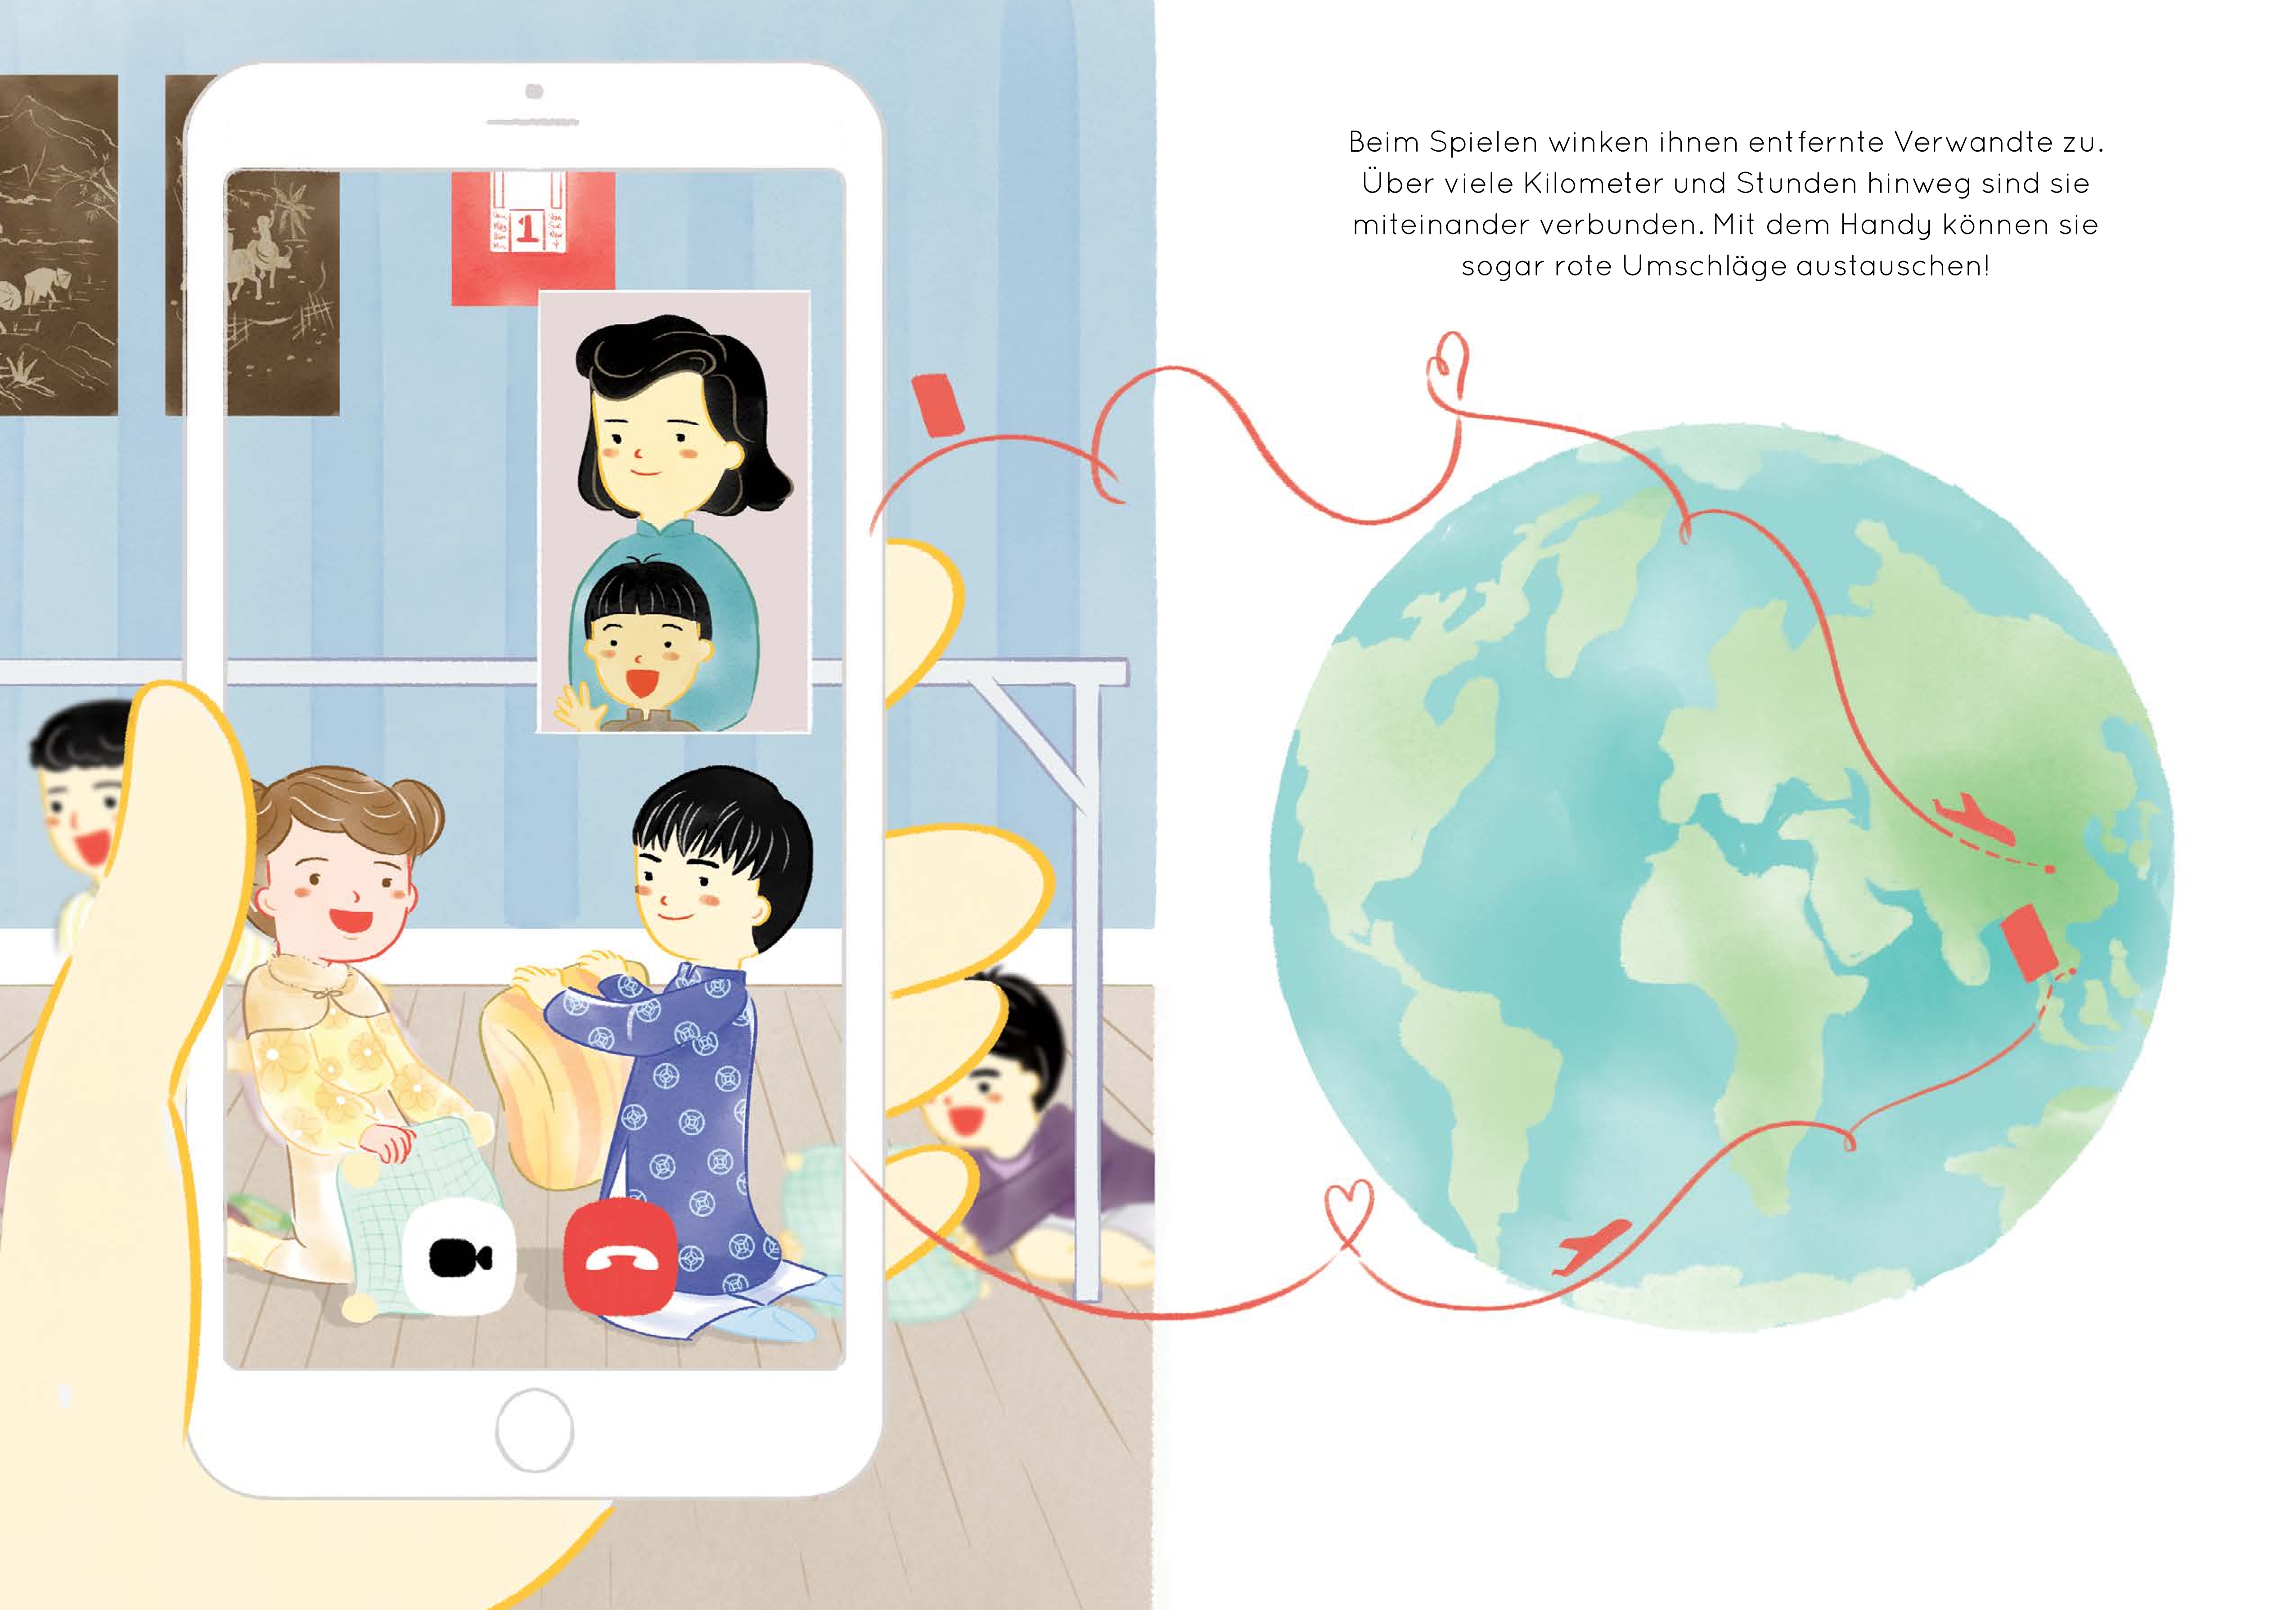 1
Beim Spielen winken ihnen entfernte Verwandte zu.
Über viele Kilometer und Stunden hinweg sind sie
miteinander verbunden. Mit dem Handy können sie
sogar rote Umschläge austauschen!